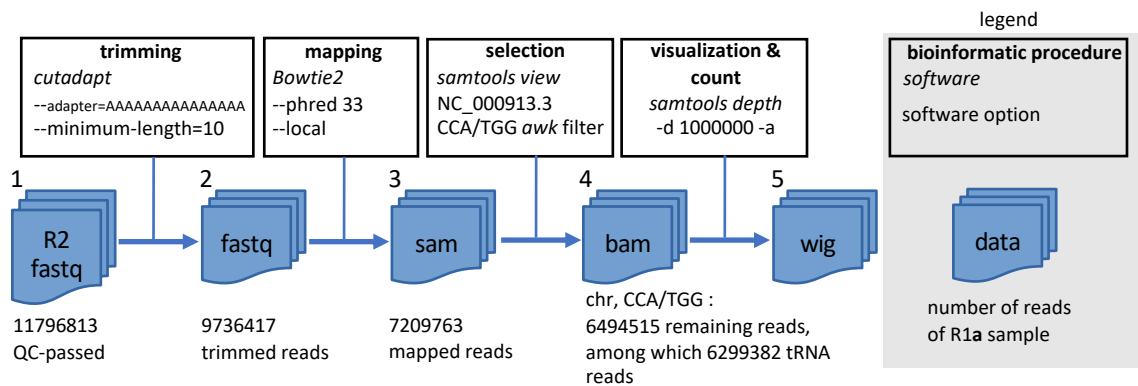 legend
trimming
cutadapt
--adapter=AAAAAAAAAAAAAAA
--minimum-length=10
mapping
Bowtie2
--phred 33
--local
selection
samtools view
NC_000913.3
CCA/TGG awk filter
visualization &
count
samtools depth
-d 1000000 -a
bioinformatic procedure
software
software option
1
R2
fastq
2
fastq
3
sam
4
bam
5
wig
data
11796813
QC-passed
9736417
trimmed reads
7209763
mapped reads
chr, CCA/TGG :
6494515 remaining reads,
among which 6299382 tRNA
reads
number of reads
of R1a sample